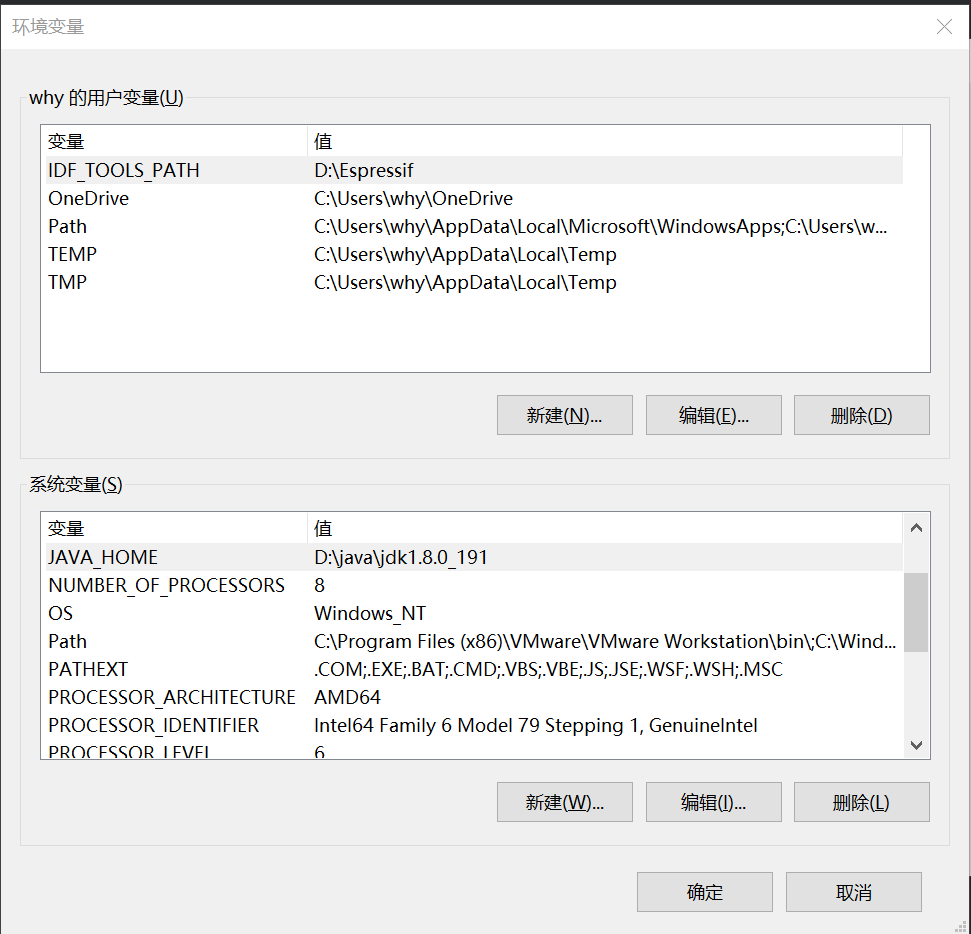 环境变量
why 的用户变量(U)
变量 值
IDF_TOOLS_PATH D:\Espressif
OneDrive C:\Users\why\OneDrive
Path C:\Users\why\AppData\Local\Microsoft\WindowsApps;C:\Users\w...
TEMP C:\Users\why\AppData\Local\Temp
TMP C:\Users\why\AppData\Local\Temp
新建(N)... 编辑(E)... 删除(D)
系统变量(S)
变量 值
JAVA_HOME D:\java\jdk1.8.0_191
NUMBER_OF_PROCESSORS 8
OS Windows_NT
Path C:\Program Files (x86)\VMware\VMware Workstation\bin\;C:\Wind...
PATHEXT .COM;.EXE;.BAT;.CMD;.VBS;.VBE;.JS;.JSE;.WSF;.WSH;.MSC
PROCESSOR_ARCHITECTURE AMD64
PROCESSOR_IDENTIFIER Intel64 Family 6 Model 79 Stepping 1, GenuineIntel
PROCESSOR_LEVEL 6
新建(W)... 编辑(I)... 删除(L)
确定 取消